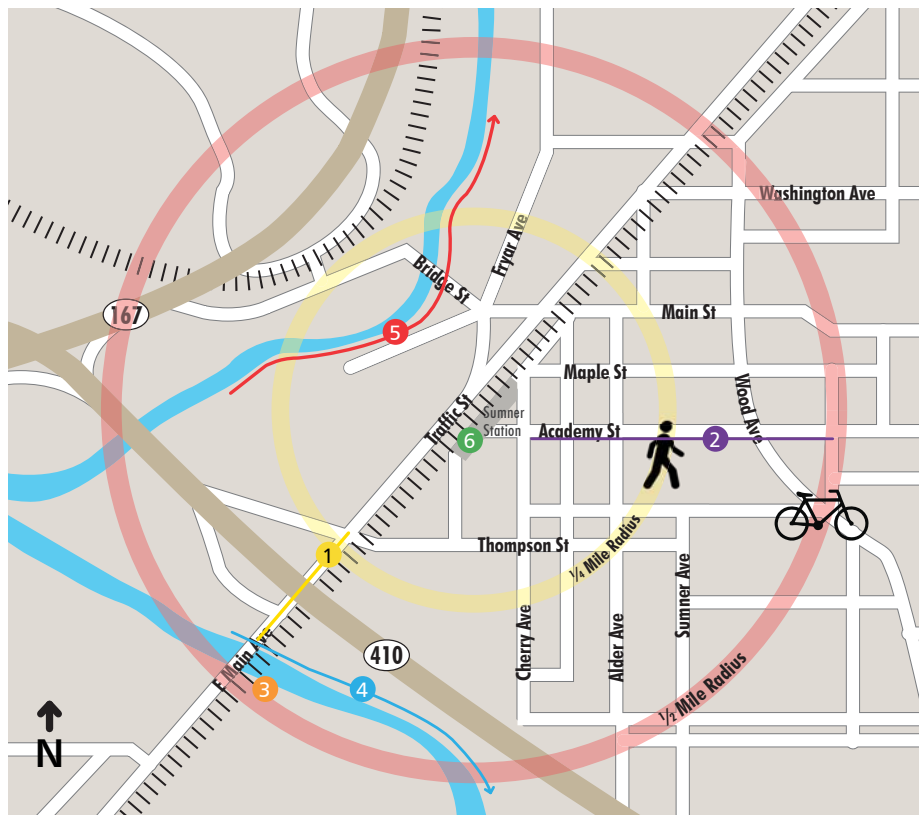 Washington Ave
Fryar Ave
Bridge St
167
Main St
5
Maple St
Wood Ave
Traffic St
Sumner
Station
6
Academy St
2
1
Thompson St
1/4 Mile Radius
Sumner Ave
Cherry Ave
Alder Ave
E Main Ave
410
3
4
1/2 Mile Radius
N